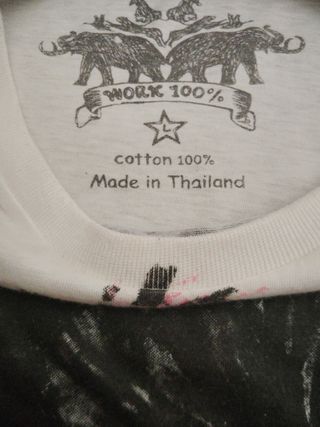 WORK 100%
L
cotton 100%
Made in Thailand